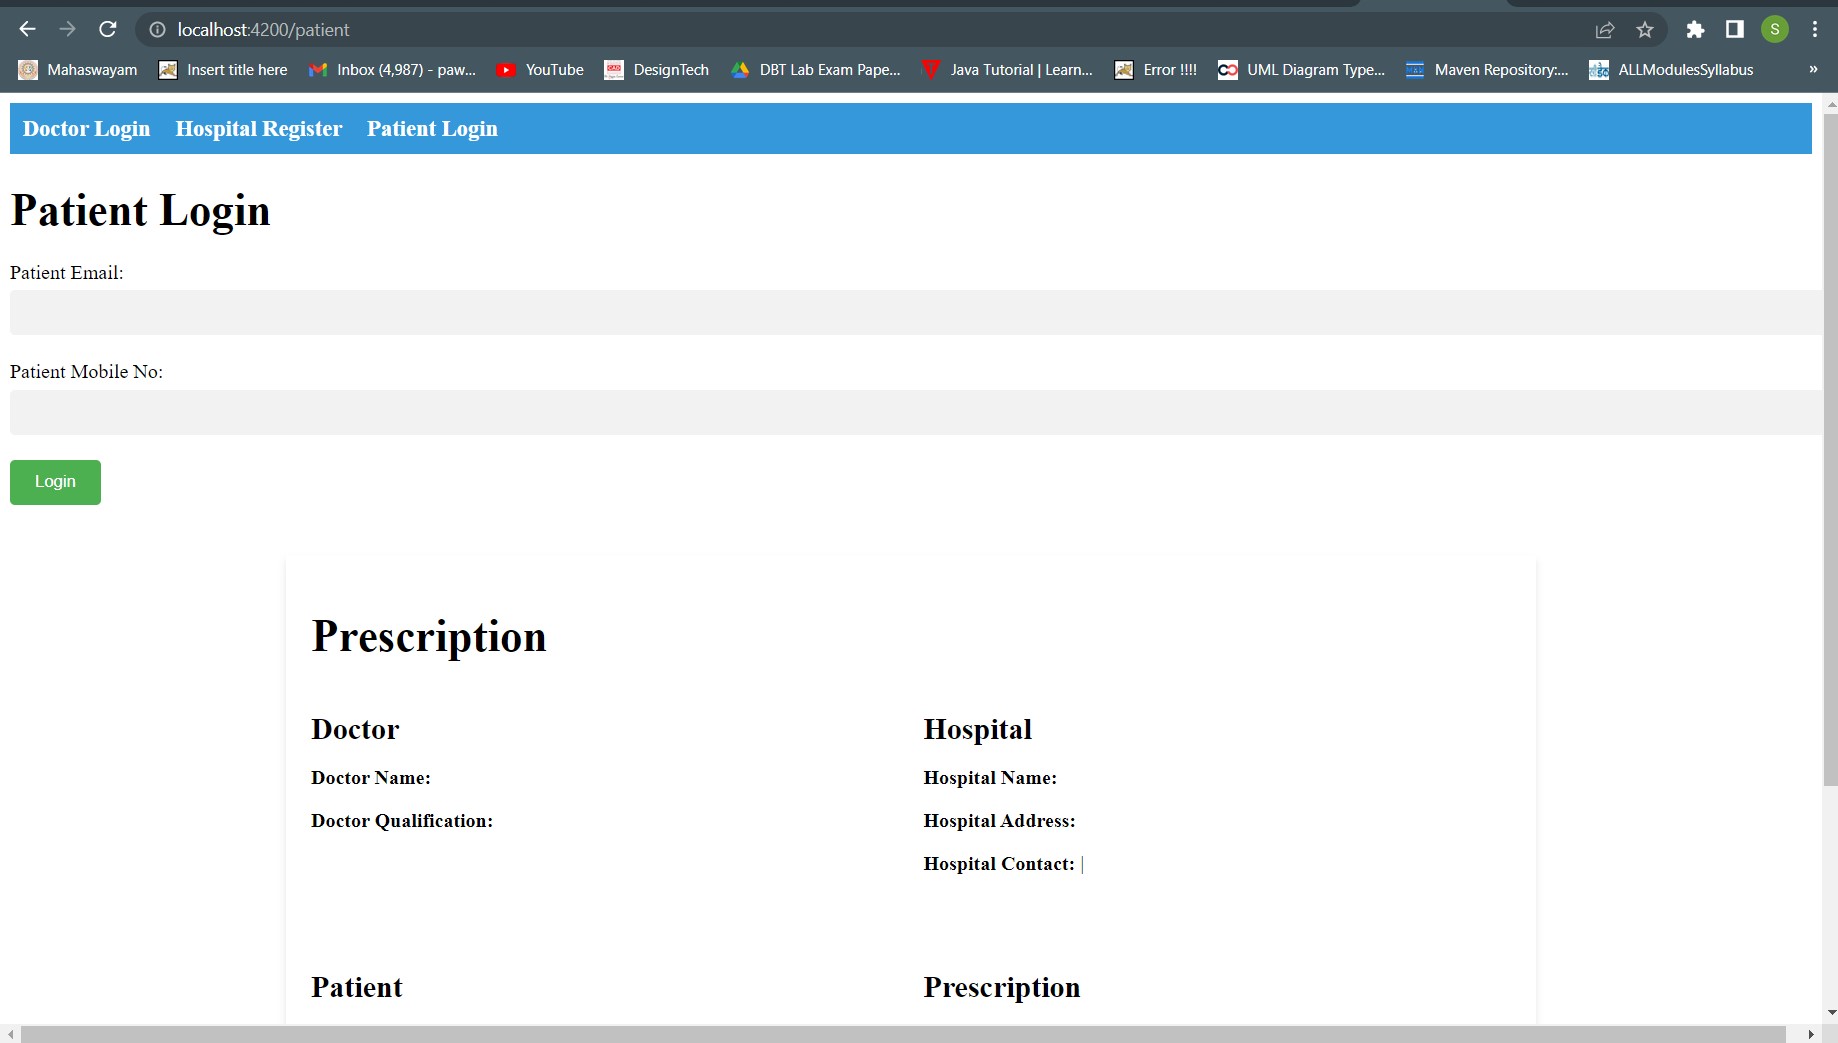 localhost:4200/patient
S
Mahaswayam Insert title here Inbox (4,987) - paw... YouTube DesignTech DBT Lab Exam Pape... Java Tutorial | Learn... Error !!!! UML Diagram Type... Maven Repository:... ALLModulesSyllabus »
Doctor Login Hospital Register Patient Login
Patient Login
Patient Email:
Patient Mobile No:
Login
Prescription
Doctor Hospital
Doctor Name: Hospital Name:
Doctor Qualification: Hospital Address:
Hospital Contact: |
Patient Prescription